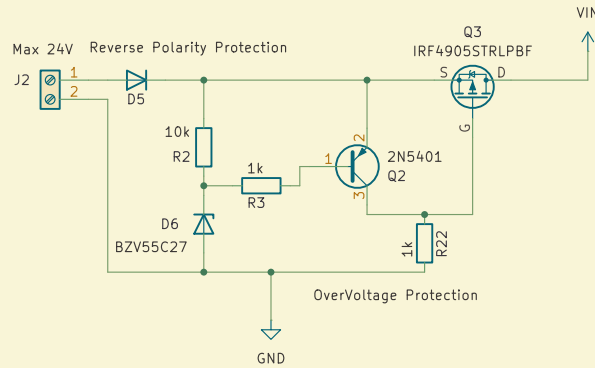 VIN
Q3
IRF4905STRLPBF
Max 24V
Reverse Polarity Protection
J2
1
2
D5
S
D
G
10k
R2
1k
R3
1
2
3
2N5401
Q2
D6
BZV55C27
1k
R22
OverVoltage Protection
GND